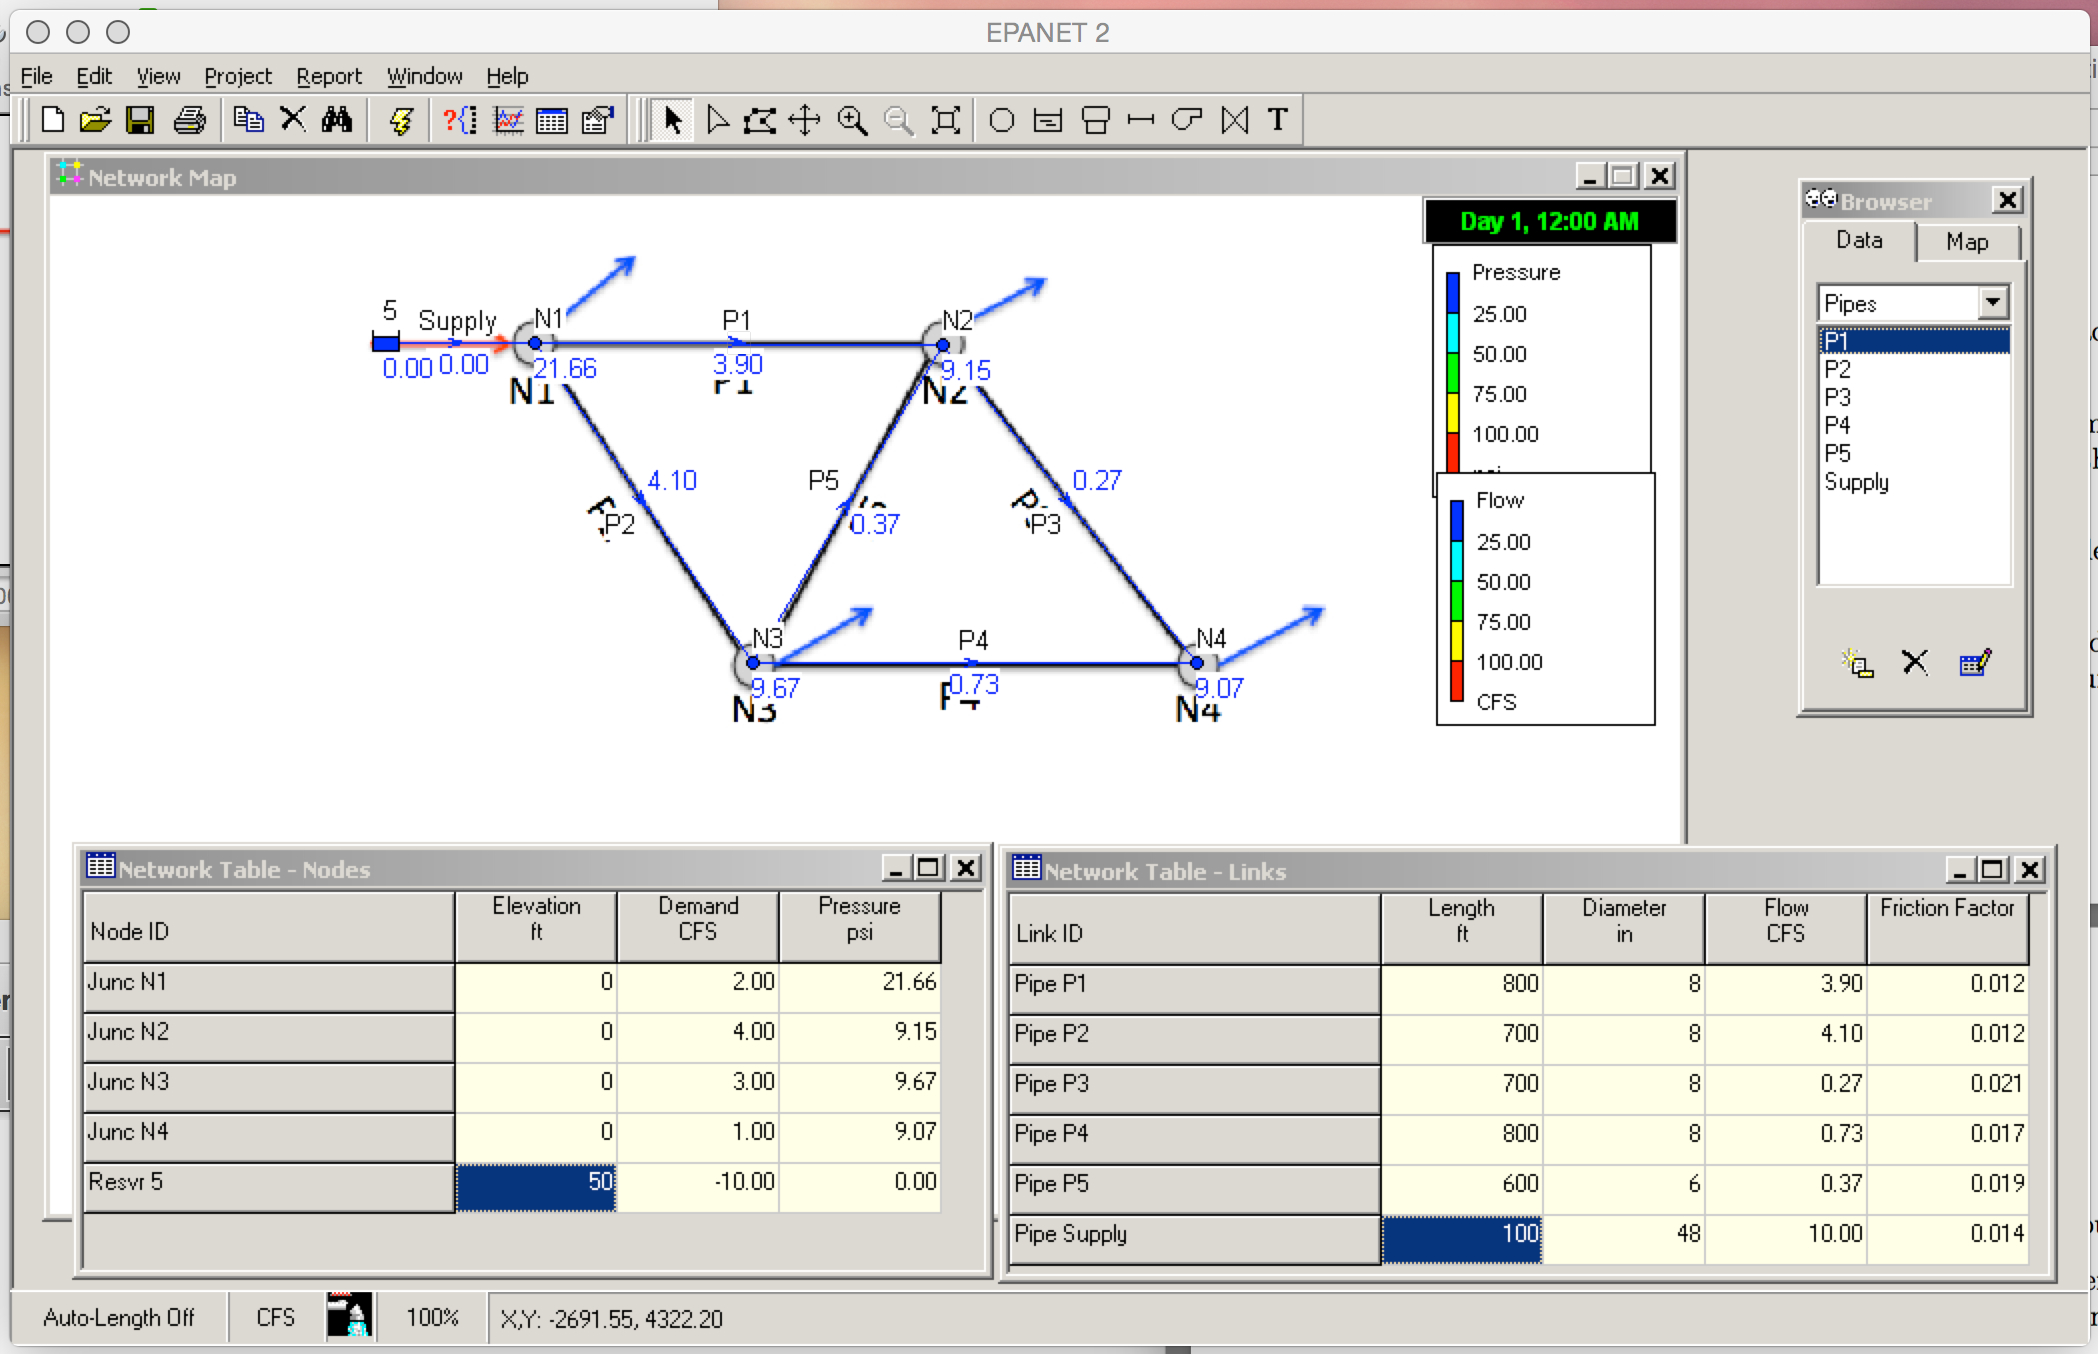 EPANET 2
File Edit View Project Report Window Help
Network Map
Day 1, 12:00 AM
Pressure
25.00
50.00
75.00
100.00
Flow
25.00
50.00
75.00
100.00
CFS
5
Supply
N1
P1
N2
0.00
0.00
21.66
3.90
9.15
N1
P1
N2
4.10
P5
0.27
P2
0.37
P3
N3
P4
N4
9.67
0.73
9.07
N3
P4
N4
Browser
Data Map
Pipes
P1
P2
P3
P4
P5
Supply
Network Table - Nodes
Node ID Elevation ft Demand CFS Pressure psi
Junc N1 0 2.00 21.66
Junc N2 0 4.00 9.15
Junc N3 0 3.00 9.67
Junc N4 0 1.00 9.07
Resvr 5 50 -10.00 0.00
Network Table - Links
Link ID Length ft Diameter in Flow CFS Friction Factor
Pipe P1 800 8 3.90 0.012
Pipe P2 700 8 4.10 0.012
Pipe P3 700 8 0.27 0.021
Pipe P4 800 8 0.73 0.017
Pipe P5 600 6 0.37 0.019
Pipe Supply 100 48 10.00 0.014
Auto-Length Off CFS 100% X,Y: -2691.55, 4322.20